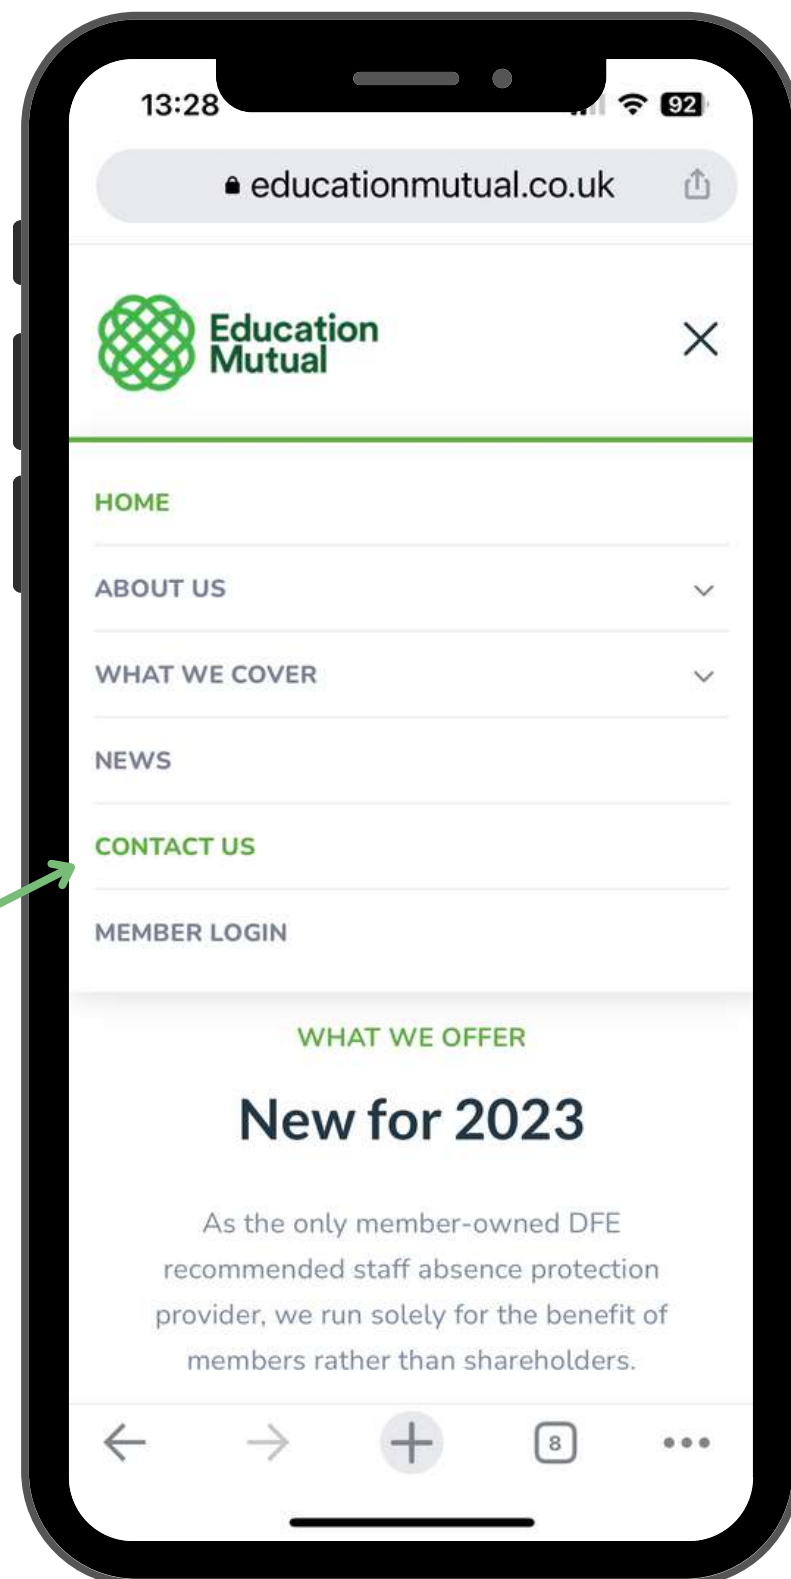 13:28
92
educationmutual.co.uk
Education
Mutual
HOME
ABOUT US
WHAT WE COVER
NEWS
CONTACT US
MEMBER LOGIN
WHAT WE OFFER
New for 2023
As the only member-owned DFE
recommended staff absence protection
provider, we run solely for the benefit of
members rather than shareholders.
8